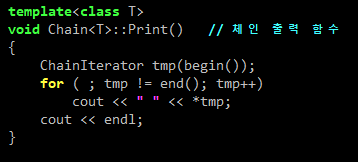 template<class T>
void Chain<T>::Print()   // 체인 출력 함수
{
    ChainIterator tmp(begin());
    for ( ; tmp != end(); tmp++)
        cout << " " << *tmp;
    cout << endl;
}